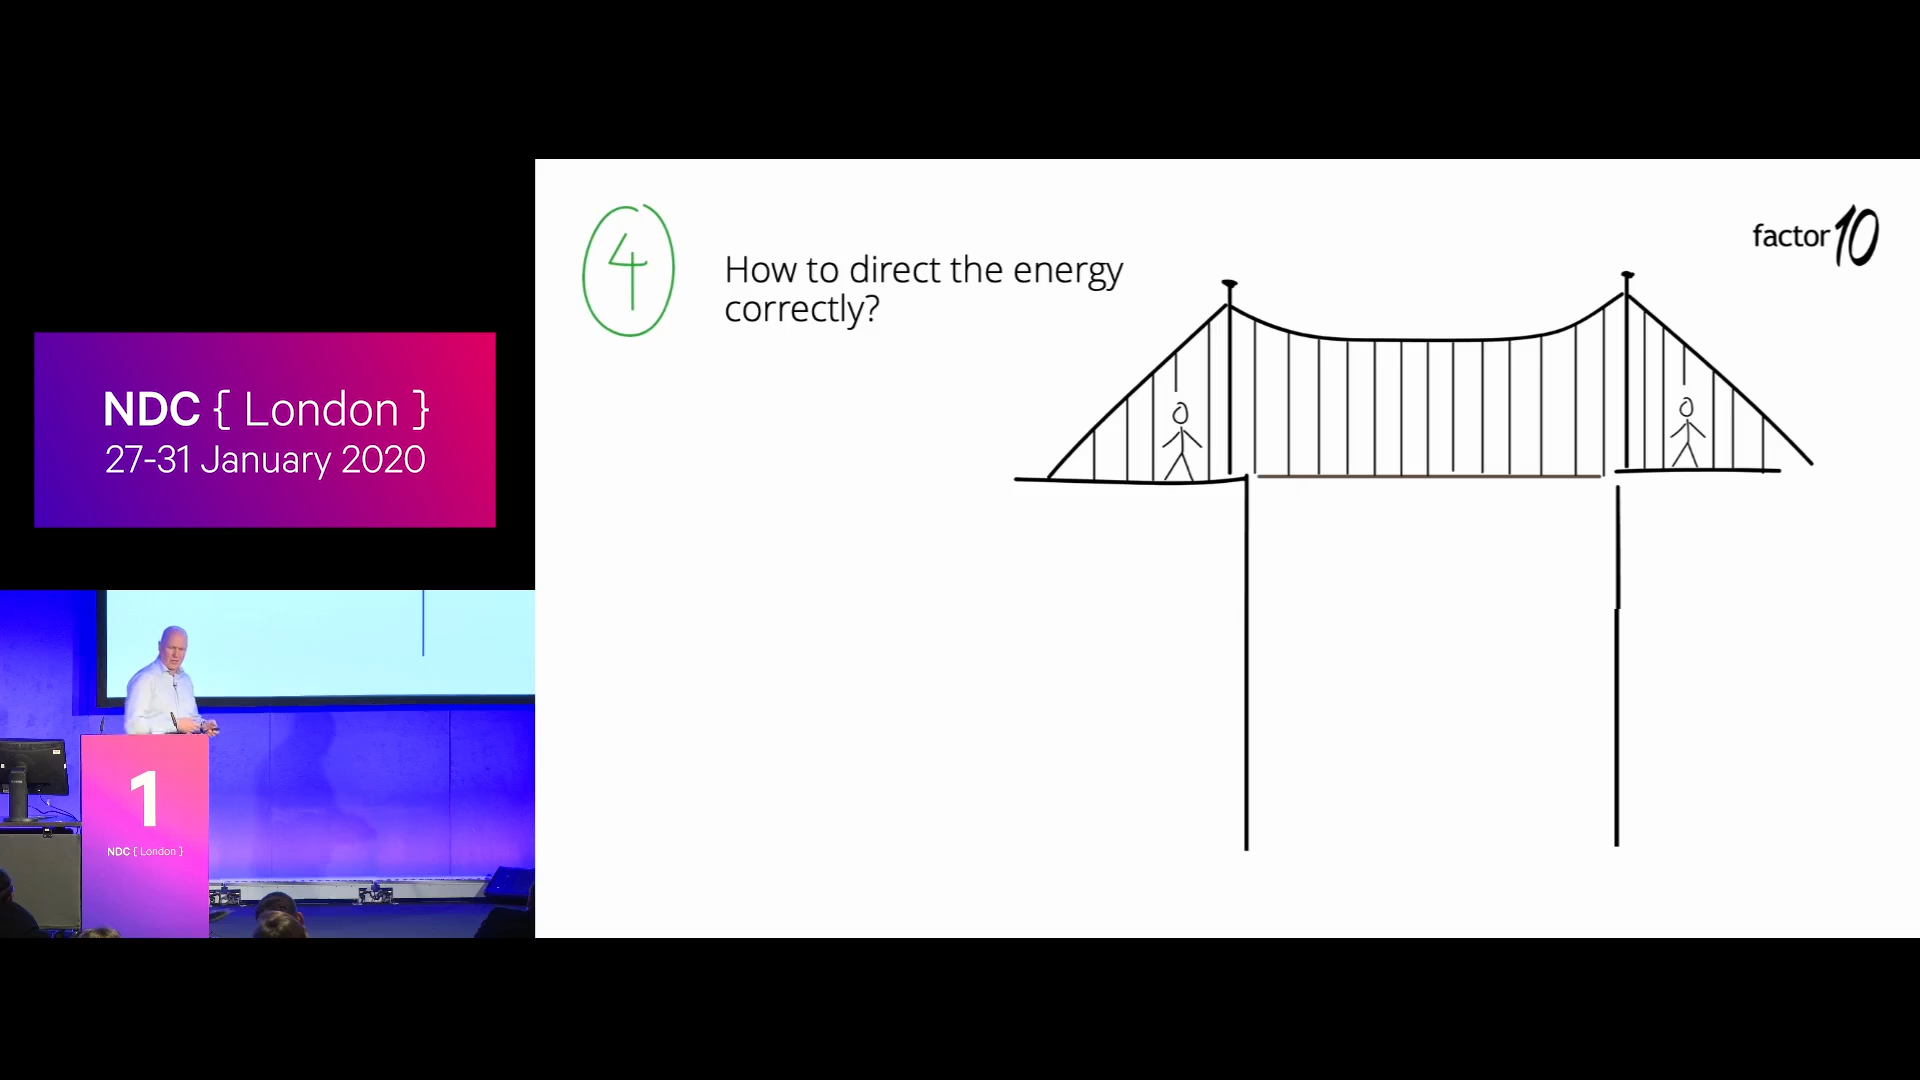 NDC { London }
27-31 January 2020
4
How to direct the energy
correctly?
factor10
1
NDC { London }